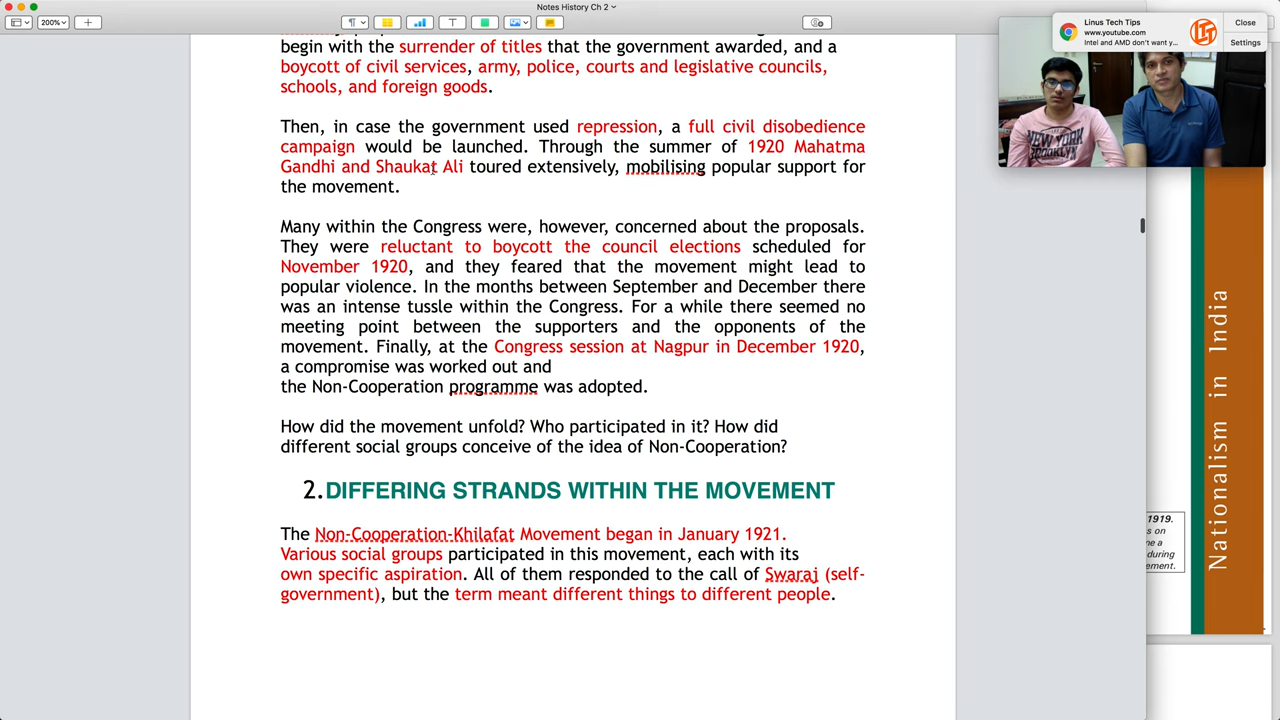 Notes History Ch 2
200%
Linus Tech Tips
www.youtube.com
Intel and AMD don't want y...
Close
Settings
NEW YORK
BROOKLYN
begin with the surrender of titles that the government awarded, and a
boycott of civil services, army, police, courts and legislative councils,
schools, and foreign goods.
Then, in case the government used repression, a full civil disobedience
campaign would be launched. Through the summer of 1920 Mahatma
Gandhi and Shaukat Ali toured extensively, mobilising popular support for
the movement.
Many within the Congress were, however, concerned about the proposals.
They were reluctant to boycott the council elections scheduled for
November 1920, and they feared that the movement might lead to
popular violence. In the months between September and December there
was an intense tussle within the Congress. For a while there seemed no
meeting point between the supporters and the opponents of the
movement. Finally, at the Congress session at Nagpur in December 1920,
a compromise was worked out and
the Non-Cooperation programme was adopted.
How did the movement unfold? Who participated in it? How did
different social groups conceive of the idea of Non-Cooperation?
2.DIFFERING STRANDS WITHIN THE MOVEMENT
The Non-Cooperation-Khilafat Movement began in January 1921.
Various social groups participated in this movement, each with its
own specific aspiration. All of them responded to the call of Swaraj (self-
government), but the term meant different things to different people.
Nationalism in India
1919.
s on
ne a
during
ement.